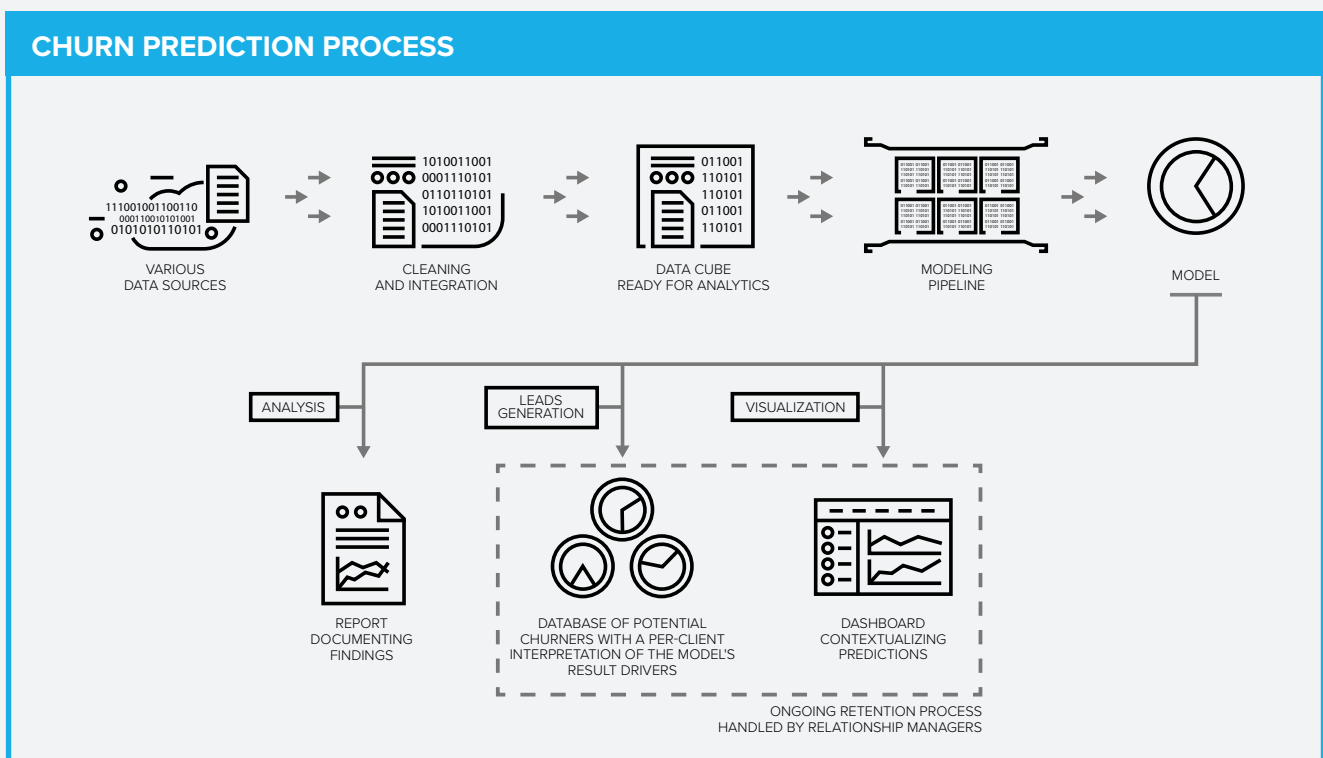 CHURN PREDICTION PROCESS
111001001100110
000110010101001
01010101101010
VARIOUS
DATA SOURCES
1010011001
0001110101
0110110101
1010011001
0001110101
CLEANING
AND INTEGRATION
011001
110101
110101
011001
110101
DATA CUBE
READY FOR ANALYTICS
MODELING
PIPELINE
MODEL
ANALYSIS
LEADS
GENERATION
VISUALIZATION
REPORT
DOCUMENTING
FINDINGS
DATABASE OF POTENTIAL
CHURNERS WITH A PER-CLIENT
INTERPRETATION OF THE MODEL'S
RESULT DRIVERS
DASHBOARD
CONTEXTUALIZING
PREDICTIONS
ONGOING RETENTION PROCESS
HANDLED BY RELATIONSHIP MANAGERS